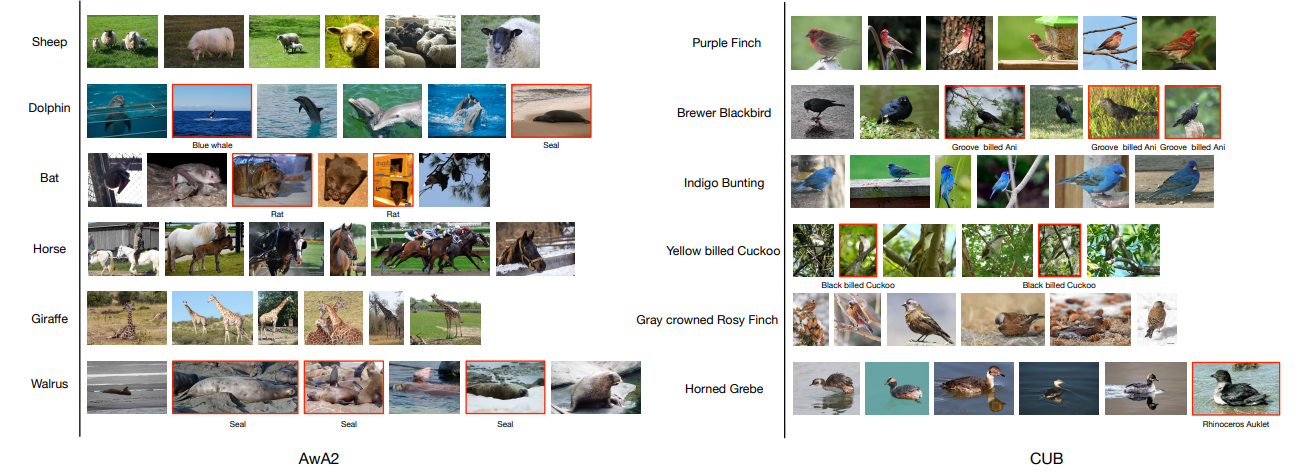 Sheep
Dolphin
Blue whale
Seal
Bat
Rat
Rat
Horse
Giraffe
Walrus
Seal
Seal
Seal
AwA2
Purple Finch
Brewer Blackbird
Groove billed Ani
Groove billed Ani
Groove billed Ani
Indigo Bunting
Yellow billed Cuckoo
Black billed Cuckoo
Black billed Cuckoo
Gray crowned Rosy Finch
Horned Grebe
Rhinoceros Auklet
CUB